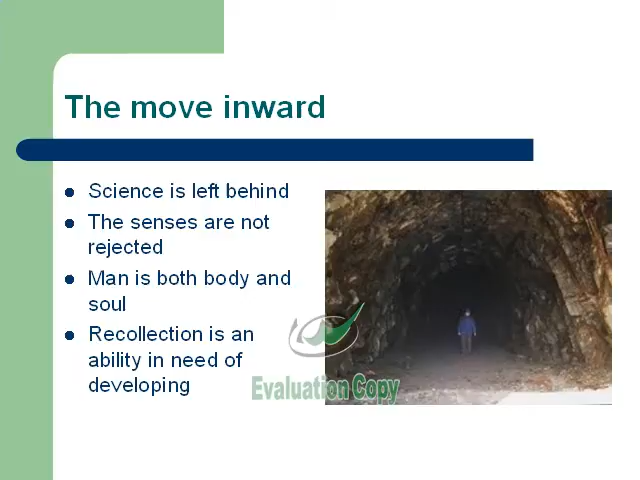 The move inward
Science is left behind
The senses are not
rejected
Man is both body and
soul
Recollection is an
ability in need of
developing
Evaluation Copy